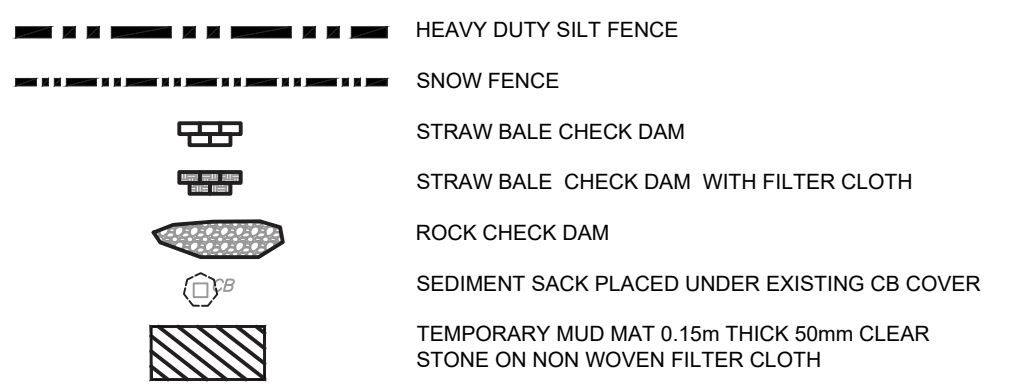 HEAVY DUTY SILT FENCE
SNOW FENCE
STRAW BALE CHECK DAM
STRAW BALE CHECK DAM WITH FILTER CLOTH
ROCK CHECK DAM
CB SEDIMENT SACK PLACED UNDER EXISTING CB COVER
TEMPORARY MUD MAT 0.15m THICK 50mm CLEAR
STONE ON NON WOVEN FILTER CLOTH